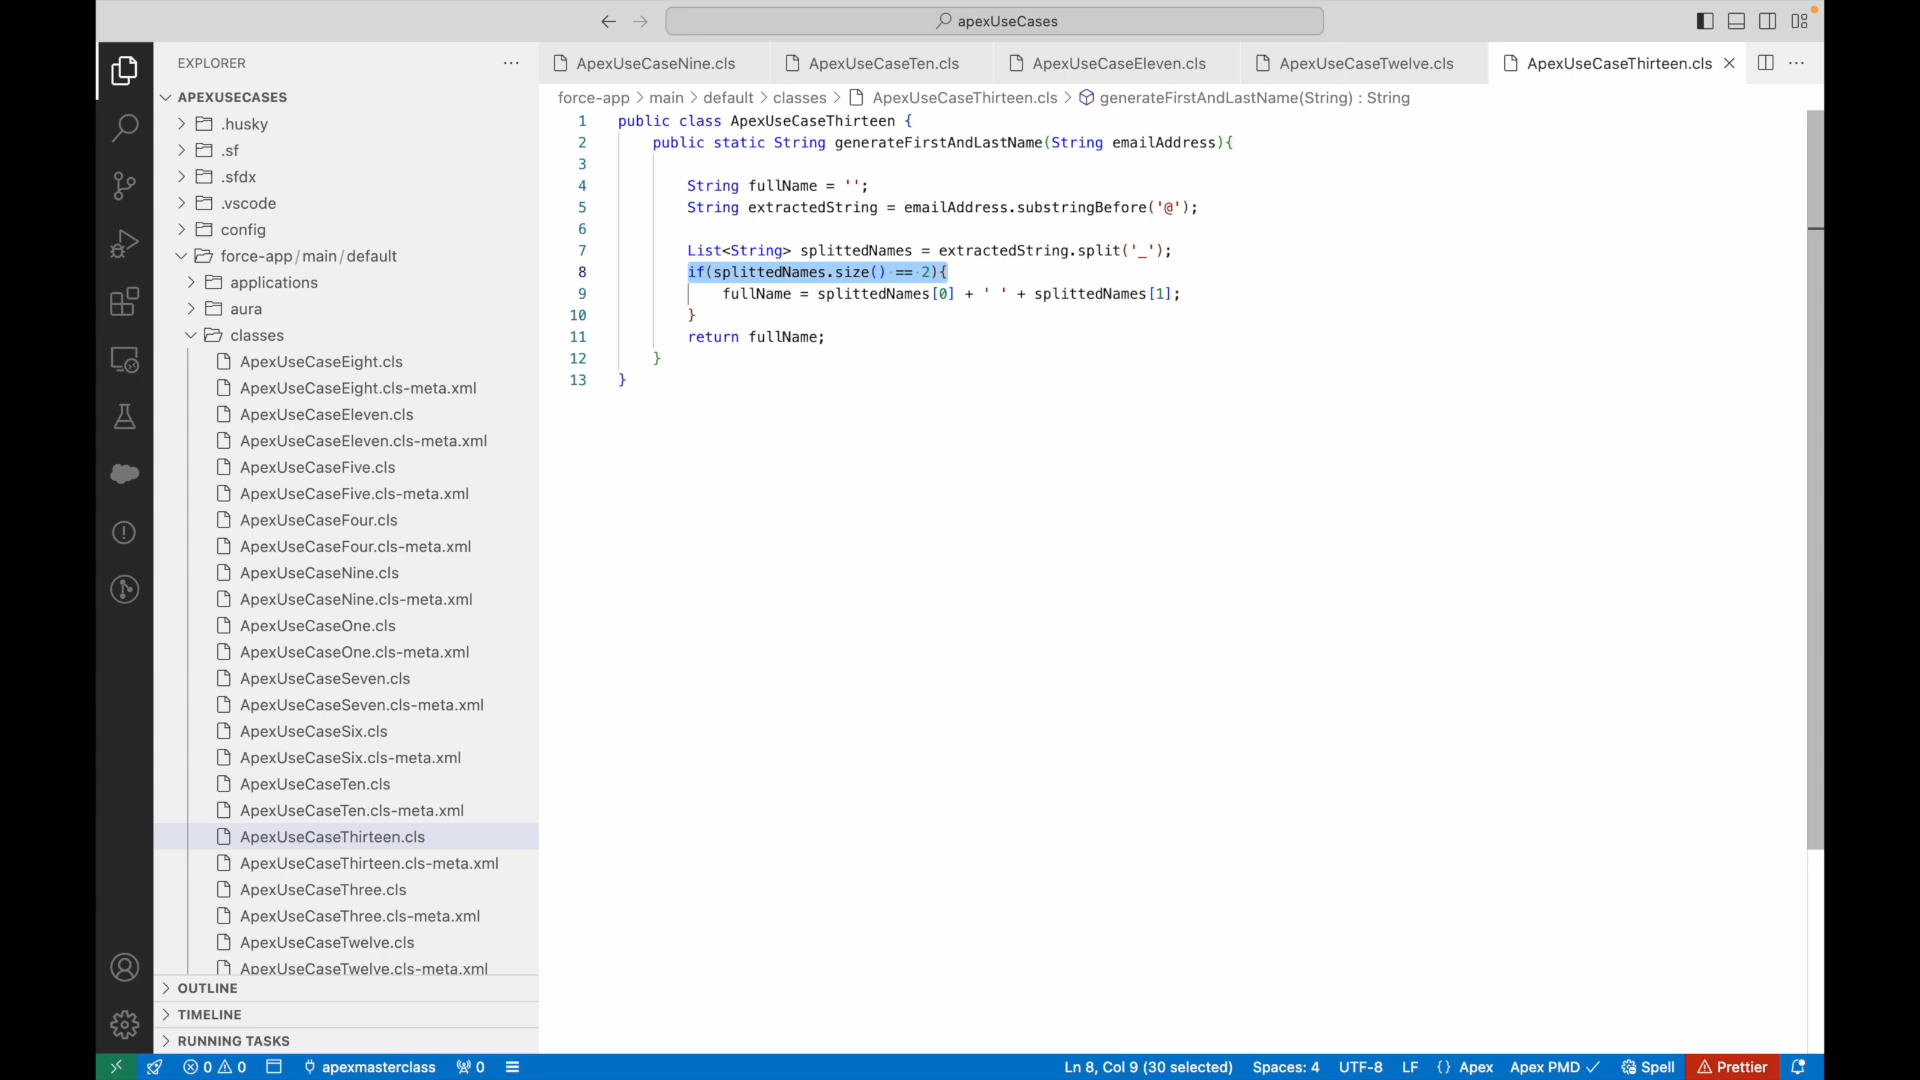 apexUseCases
EXPLORER
APEXUSECASES
.husky
.sf
.sfdx
.vscode
config
force-app/main/default
applications
aura
classes
ApexUseCaseEight.cls
ApexUseCaseEight.cls-meta.xml
ApexUseCaseEleven.cls
ApexUseCaseEleven.cls-meta.xml
ApexUseCaseFive.cls
ApexUseCaseFive.cls-meta.xml
ApexUseCaseFour.cls
ApexUseCaseFour.cls-meta.xml
ApexUseCaseNine.cls
ApexUseCaseNine.cls-meta.xml
ApexUseCaseOne.cls
ApexUseCaseOne.cls-meta.xml
ApexUseCaseSeven.cls
ApexUseCaseSeven.cls-meta.xml
ApexUseCaseSix.cls
ApexUseCaseSix.cls-meta.xml
ApexUseCaseTen.cls
ApexUseCaseTen.cls-meta.xml
ApexUseCaseThirteen.cls
ApexUseCaseThirteen.cls-meta.xml
ApexUseCaseThree.cls
ApexUseCaseThree.cls-meta.xml
ApexUseCaseTwelve.cls
ApexUseCaseTwelve.cls-meta.xml
OUTLINE
TIMELINE
RUNNING TASKS
ApexUseCaseNine.cls ApexUseCaseTen.cls ApexUseCaseEleven.cls ApexUseCaseTwelve.cls ApexUseCaseThirteen.cls
force-app > main > default > classes > ApexUseCaseThirteen.cls > generateFirstAndLastName(String) : String
1 public class ApexUseCaseThirteen {
2 public static String generateFirstAndLastName(String emailAddress){
3
4 String fullName = '';
5 String extractedString = emailAddress.substringBefore('@');
6
7 List<String> splittedNames = extractedString.split('_');
8 if(splittedNames.size() == 2){
9 fullName = splittedNames[0] + ' ' + splittedNames[1];
10 }
11 return fullName;
12 }
13 }
0 0 apexmasterclass 0 Ln 8, Col 9 (30 selected) Spaces: 4 UTF-8 LF {} Apex Apex PMD Spell Prettier